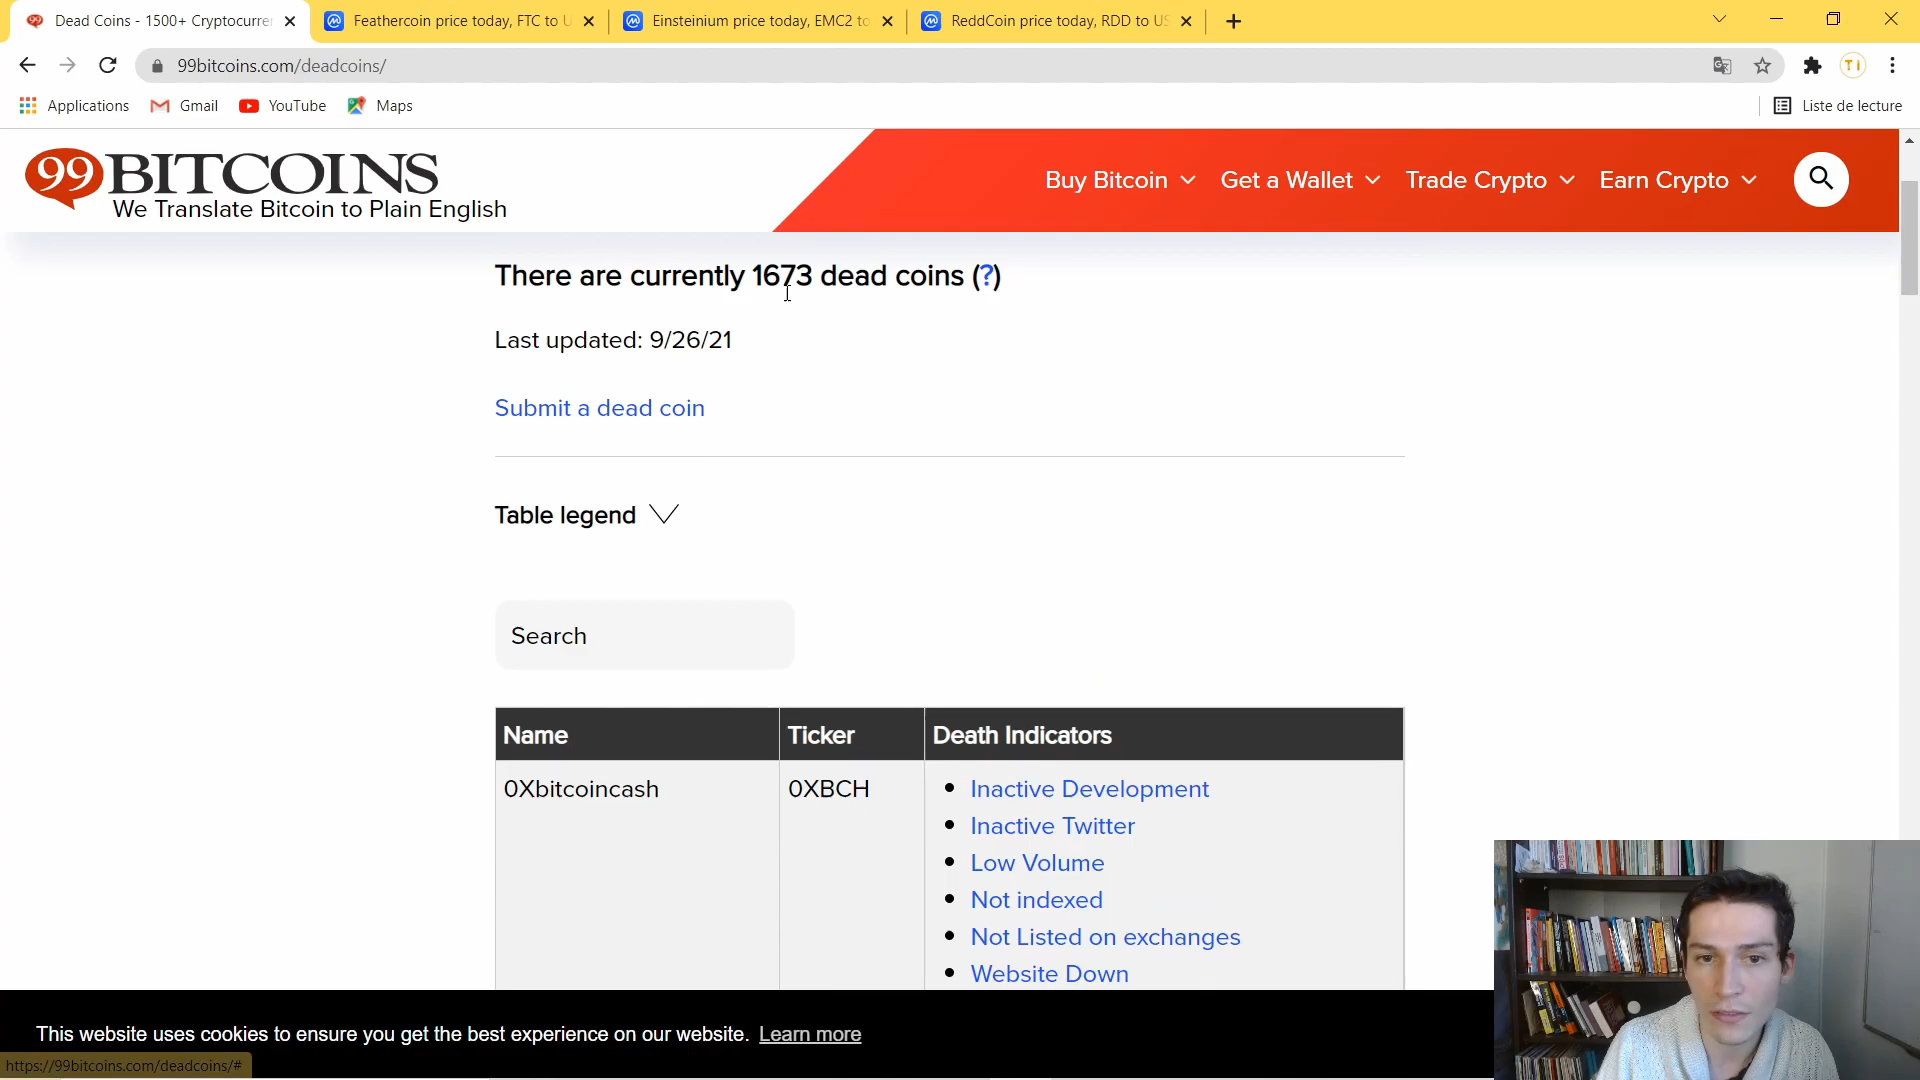 Dead Coins - 1500+ Cryptocurre
Feathercoin price today, FTC to U
Einsteinium price today, EMC2 to
ReddCoin price today, RDD to US
99bitcoins.com/deadcoins/
T I
Applications
Gmail
YouTube
Maps
Liste de lecture
99 BITCOINS
We Translate Bitcoin to Plain English
Buy Bitcoin
Get a Wallet
Trade Crypto
Earn Crypto
There are currently 1673 dead coins (?)
Last updated: 9/26/21
Submit a dead coin
Table legend
Search
Name
Ticker
Death Indicators
0Xbitcoincash
0XBCH
Inactive Development
Inactive Twitter
Low Volume
Not indexed
Not Listed on exchanges
Website Down
This website uses cookies to ensure you get the best experience on our website. Learn more
https://99bitcoins.com/deadcoins/#